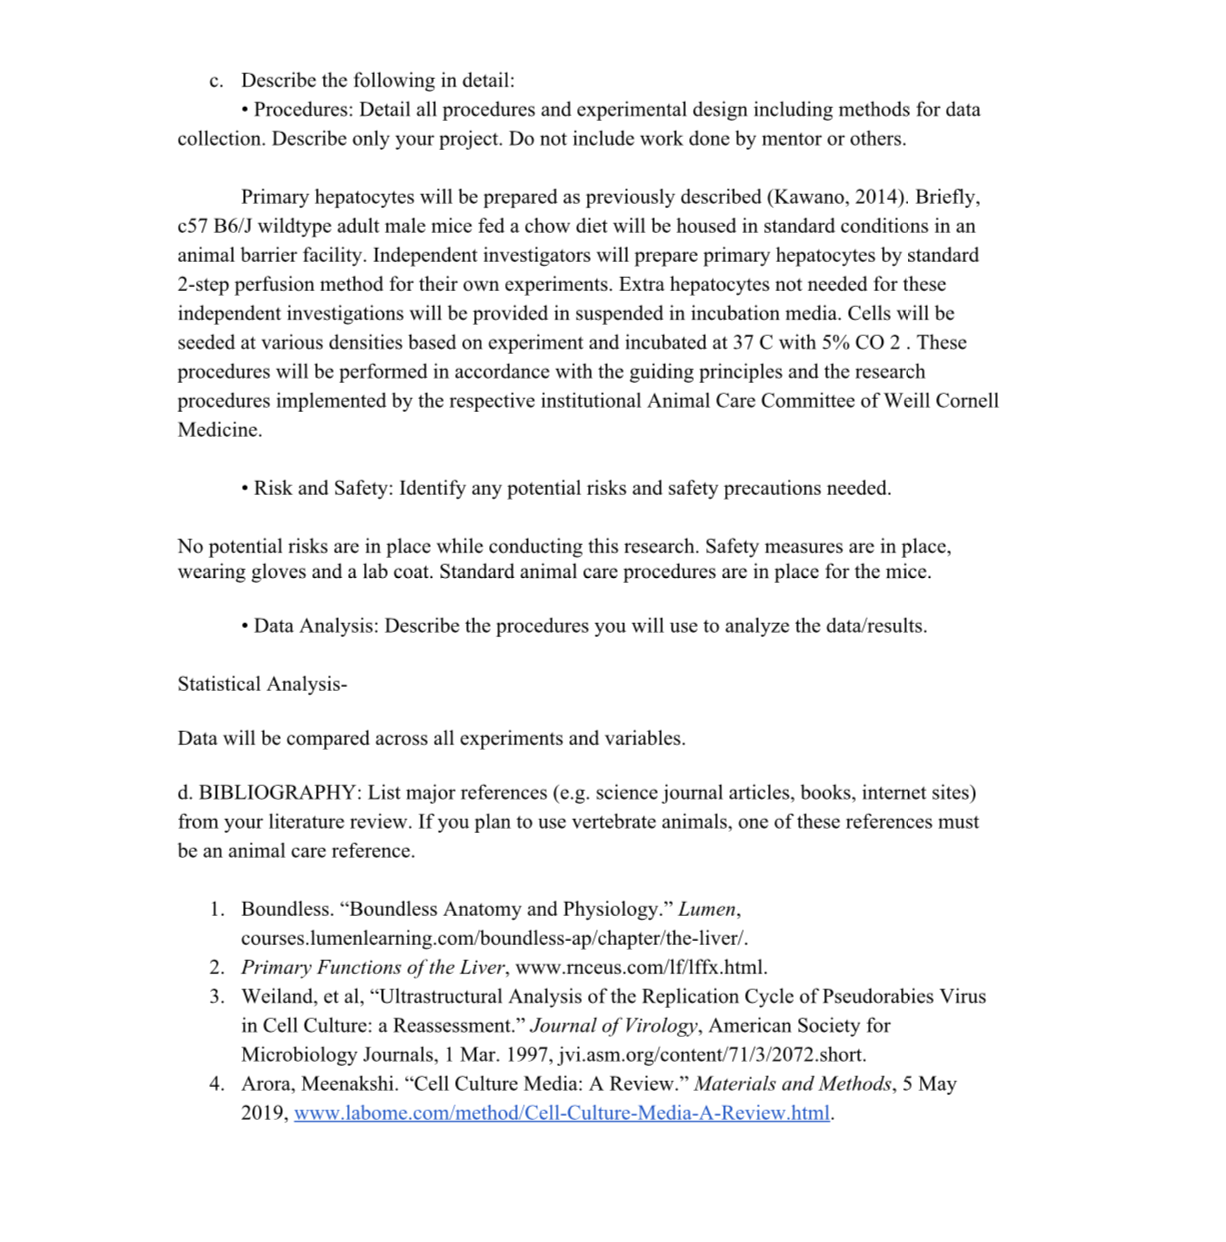 c. Describe the following in detail:
• Procedures: Detail all procedures and experimental design including methods for data
collection. Describe only your project. Do not include work done by mentor or others.
Primary hepatocytes will be prepared as previously described (Kawano, 2014). Briefly,
c57 B6/J wildtype adult male mice fed a chow diet will be housed in standard conditions in an
animal barrier facility. Independent investigators will prepare primary hepatocytes by standard
2-step perfusion method for their own experiments. Extra hepatocytes not needed for these
independent investigations will be provided in suspended in incubation media. Cells will be
seeded at various densities based on experiment and incubated at 37 C with 5% CO 2 . These
procedures will be performed in accordance with the guiding principles and the research
procedures implemented by the respective institutional Animal Care Committee of Weill Cornell
Medicine.
• Risk and Safety: Identify any potential risks and safety precautions needed.
No potential risks are in place while conducting this research. Safety measures are in place,
wearing gloves and a lab coat. Standard animal care procedures are in place for the mice.
• Data Analysis: Describe the procedures you will use to analyze the data/results.
Statistical Analysis-
Data will be compared across all experiments and variables.
d. BIBLIOGRAPHY: List major references (e.g. science journal articles, books, internet sites)
from your literature review. If you plan to use vertebrate animals, one of these references must
be an animal care reference.
1. Boundless. “Boundless Anatomy and Physiology.” Lumen,
courses.lumenlearning.com/boundless-ap/chapter/the-liver/.
2. Primary Functions of the Liver, www.rnceus.com/lf/lffx.html.
3. Weiland, et al, “Ultrastructural Analysis of the Replication Cycle of Pseudorabies Virus
in Cell Culture: a Reassessment.” Journal of Virology, American Society for
Microbiology Journals, 1 Mar. 1997, jvi.asm.org/content/71/3/2072.short.
4. Arora, Meenakshi. “Cell Culture Media: A Review.” Materials and Methods, 5 May
2019, www.labome.com/method/Cell-Culture-Media-A-Review.html.